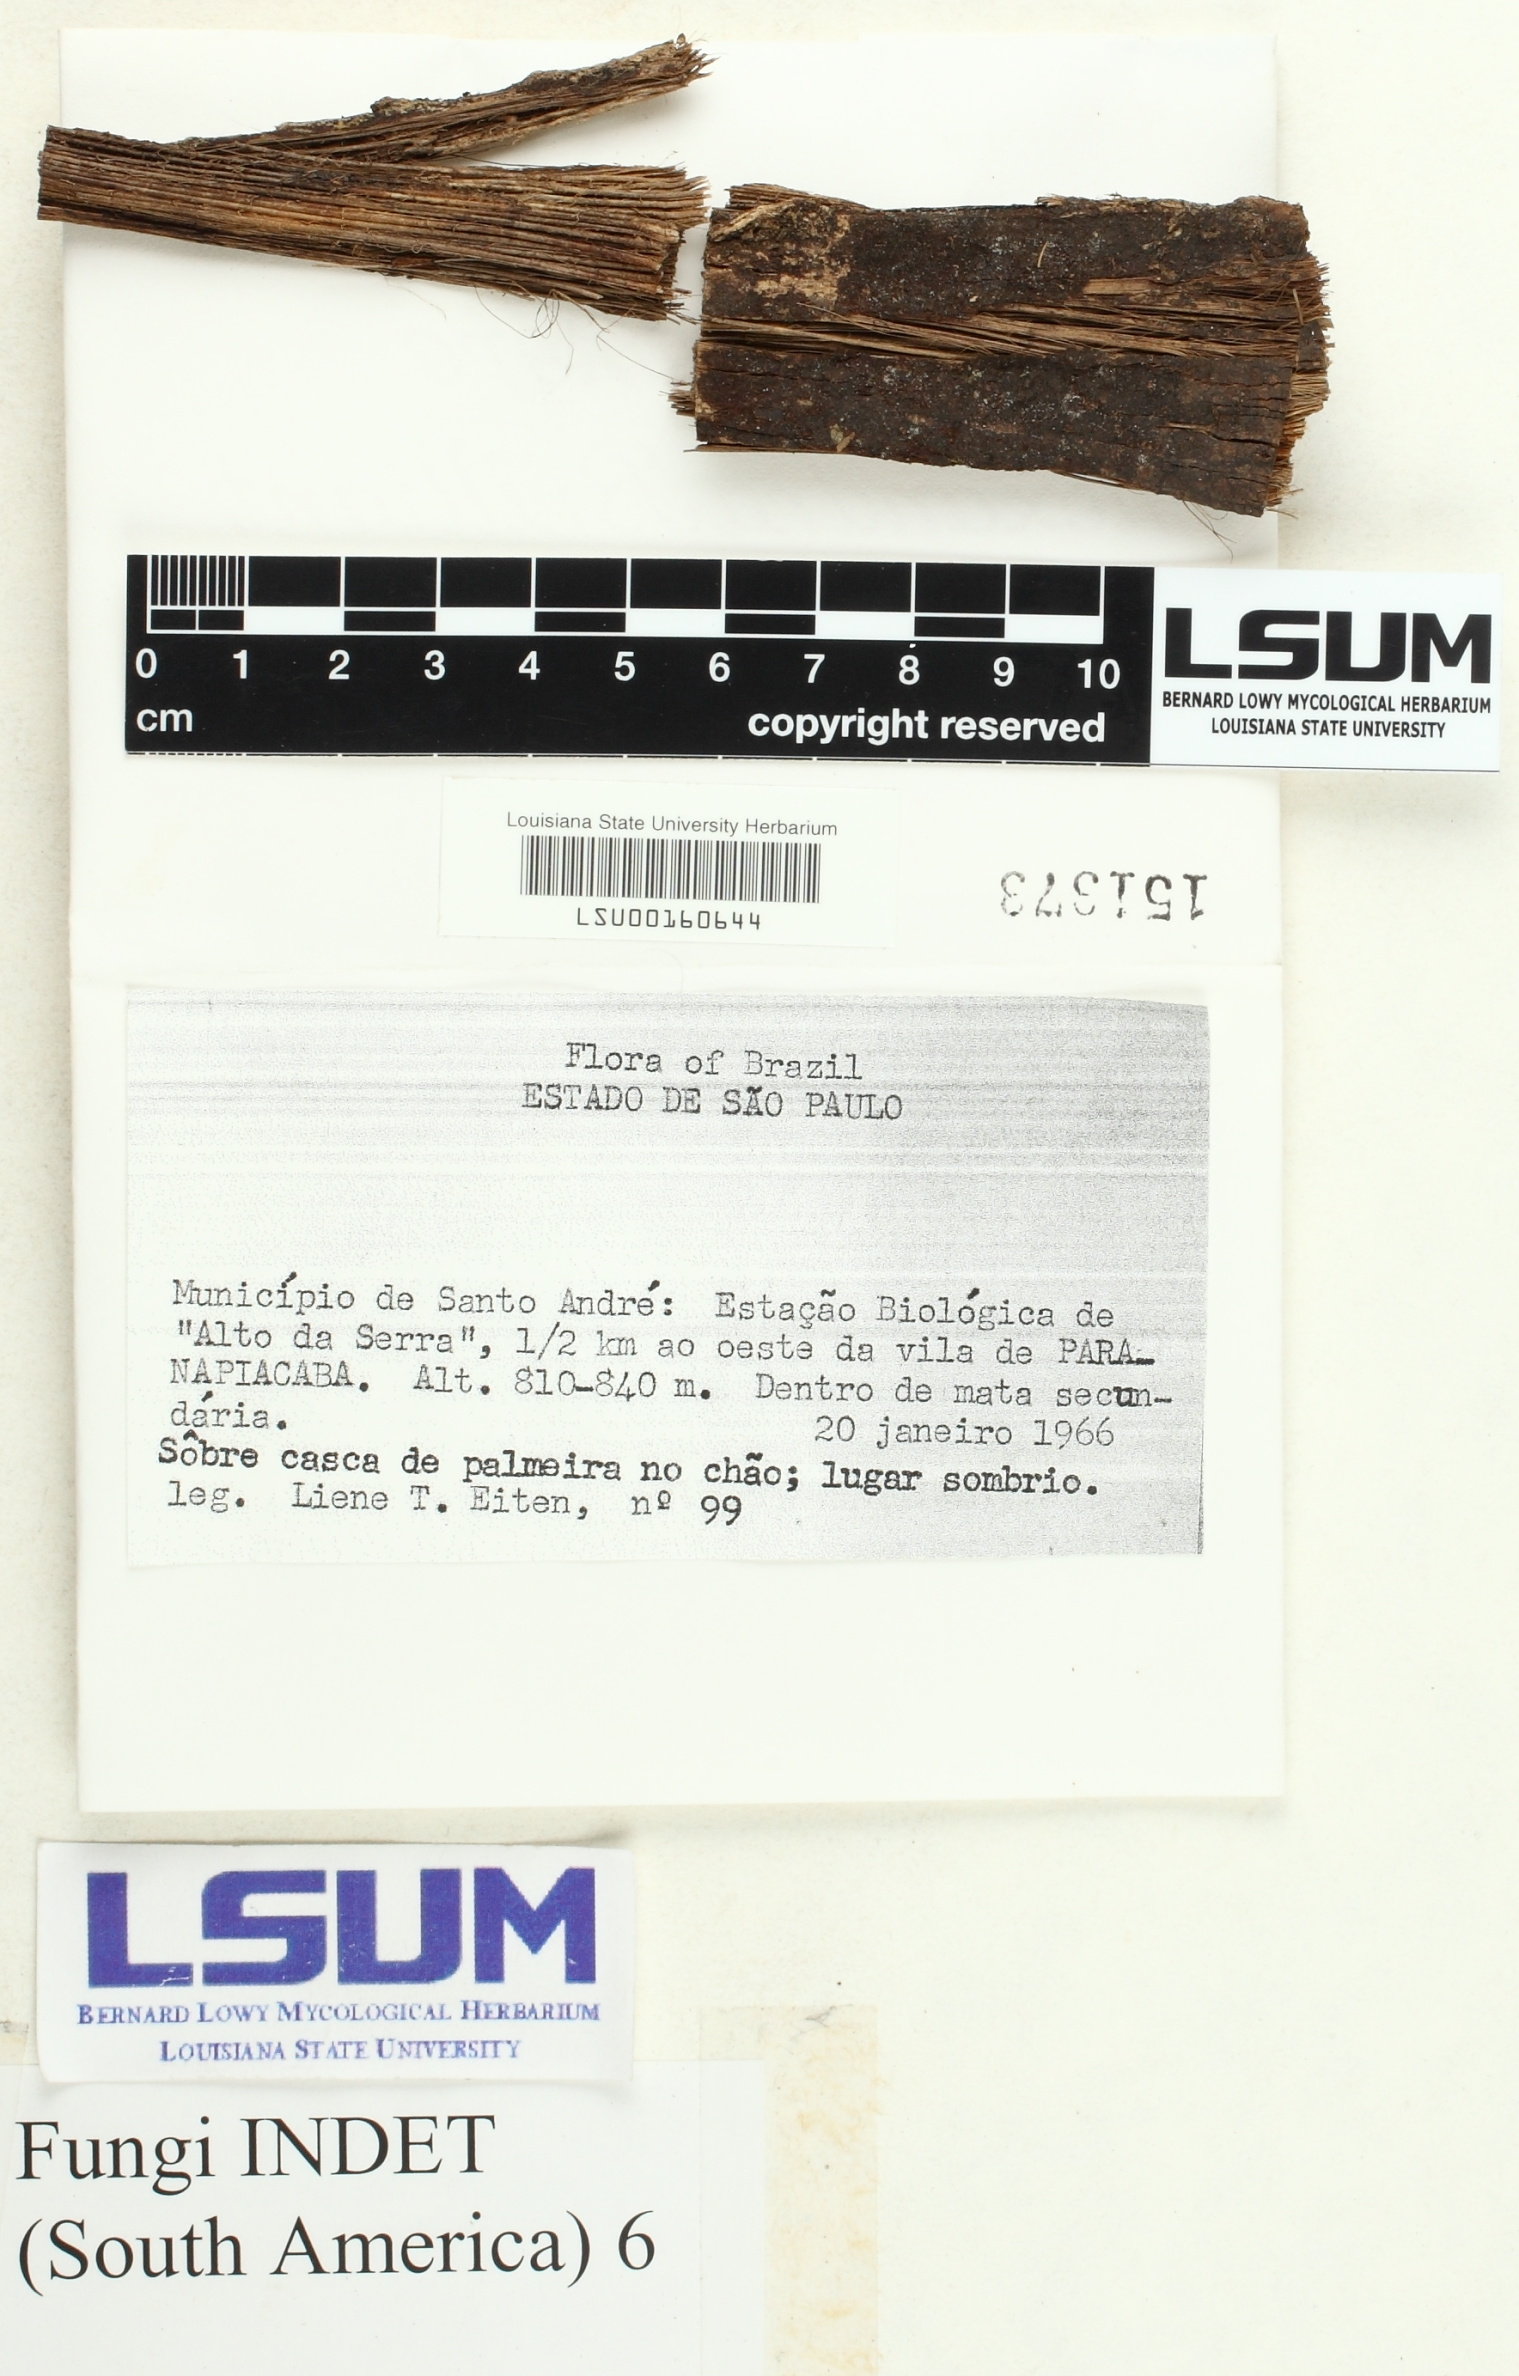 0 1 2 3 4 5 6 7 8 9 10
cm copyright reserved
LSUM
BERNARD LOWY MYCOLOGICAL HERBARIUM
LOUISIANA STATE UNIVERSITY
Louisiana State University Herbarium
LSU00160644
151373
Flora of Brazil
ESTADO DE SÃO PAULO
Município de Santo André: Estação Biológica de
"Alto da Serra", 1/2 km ao oeste da vila de PARA-
NAPIACABA. Alt. 810-840 m. Dentro de mata secun-
dária. 20 janeiro 1966
Sôbre casca de palmeira no chão; lugar sombrio.
leg. Liene T. Eiten, nº 99
LSUM
BERNARD LOWY MYCOLOGICAL HERBARIUM
LOUISIANA STATE UNIVERSITY
Fungi INDET
(South America) 6